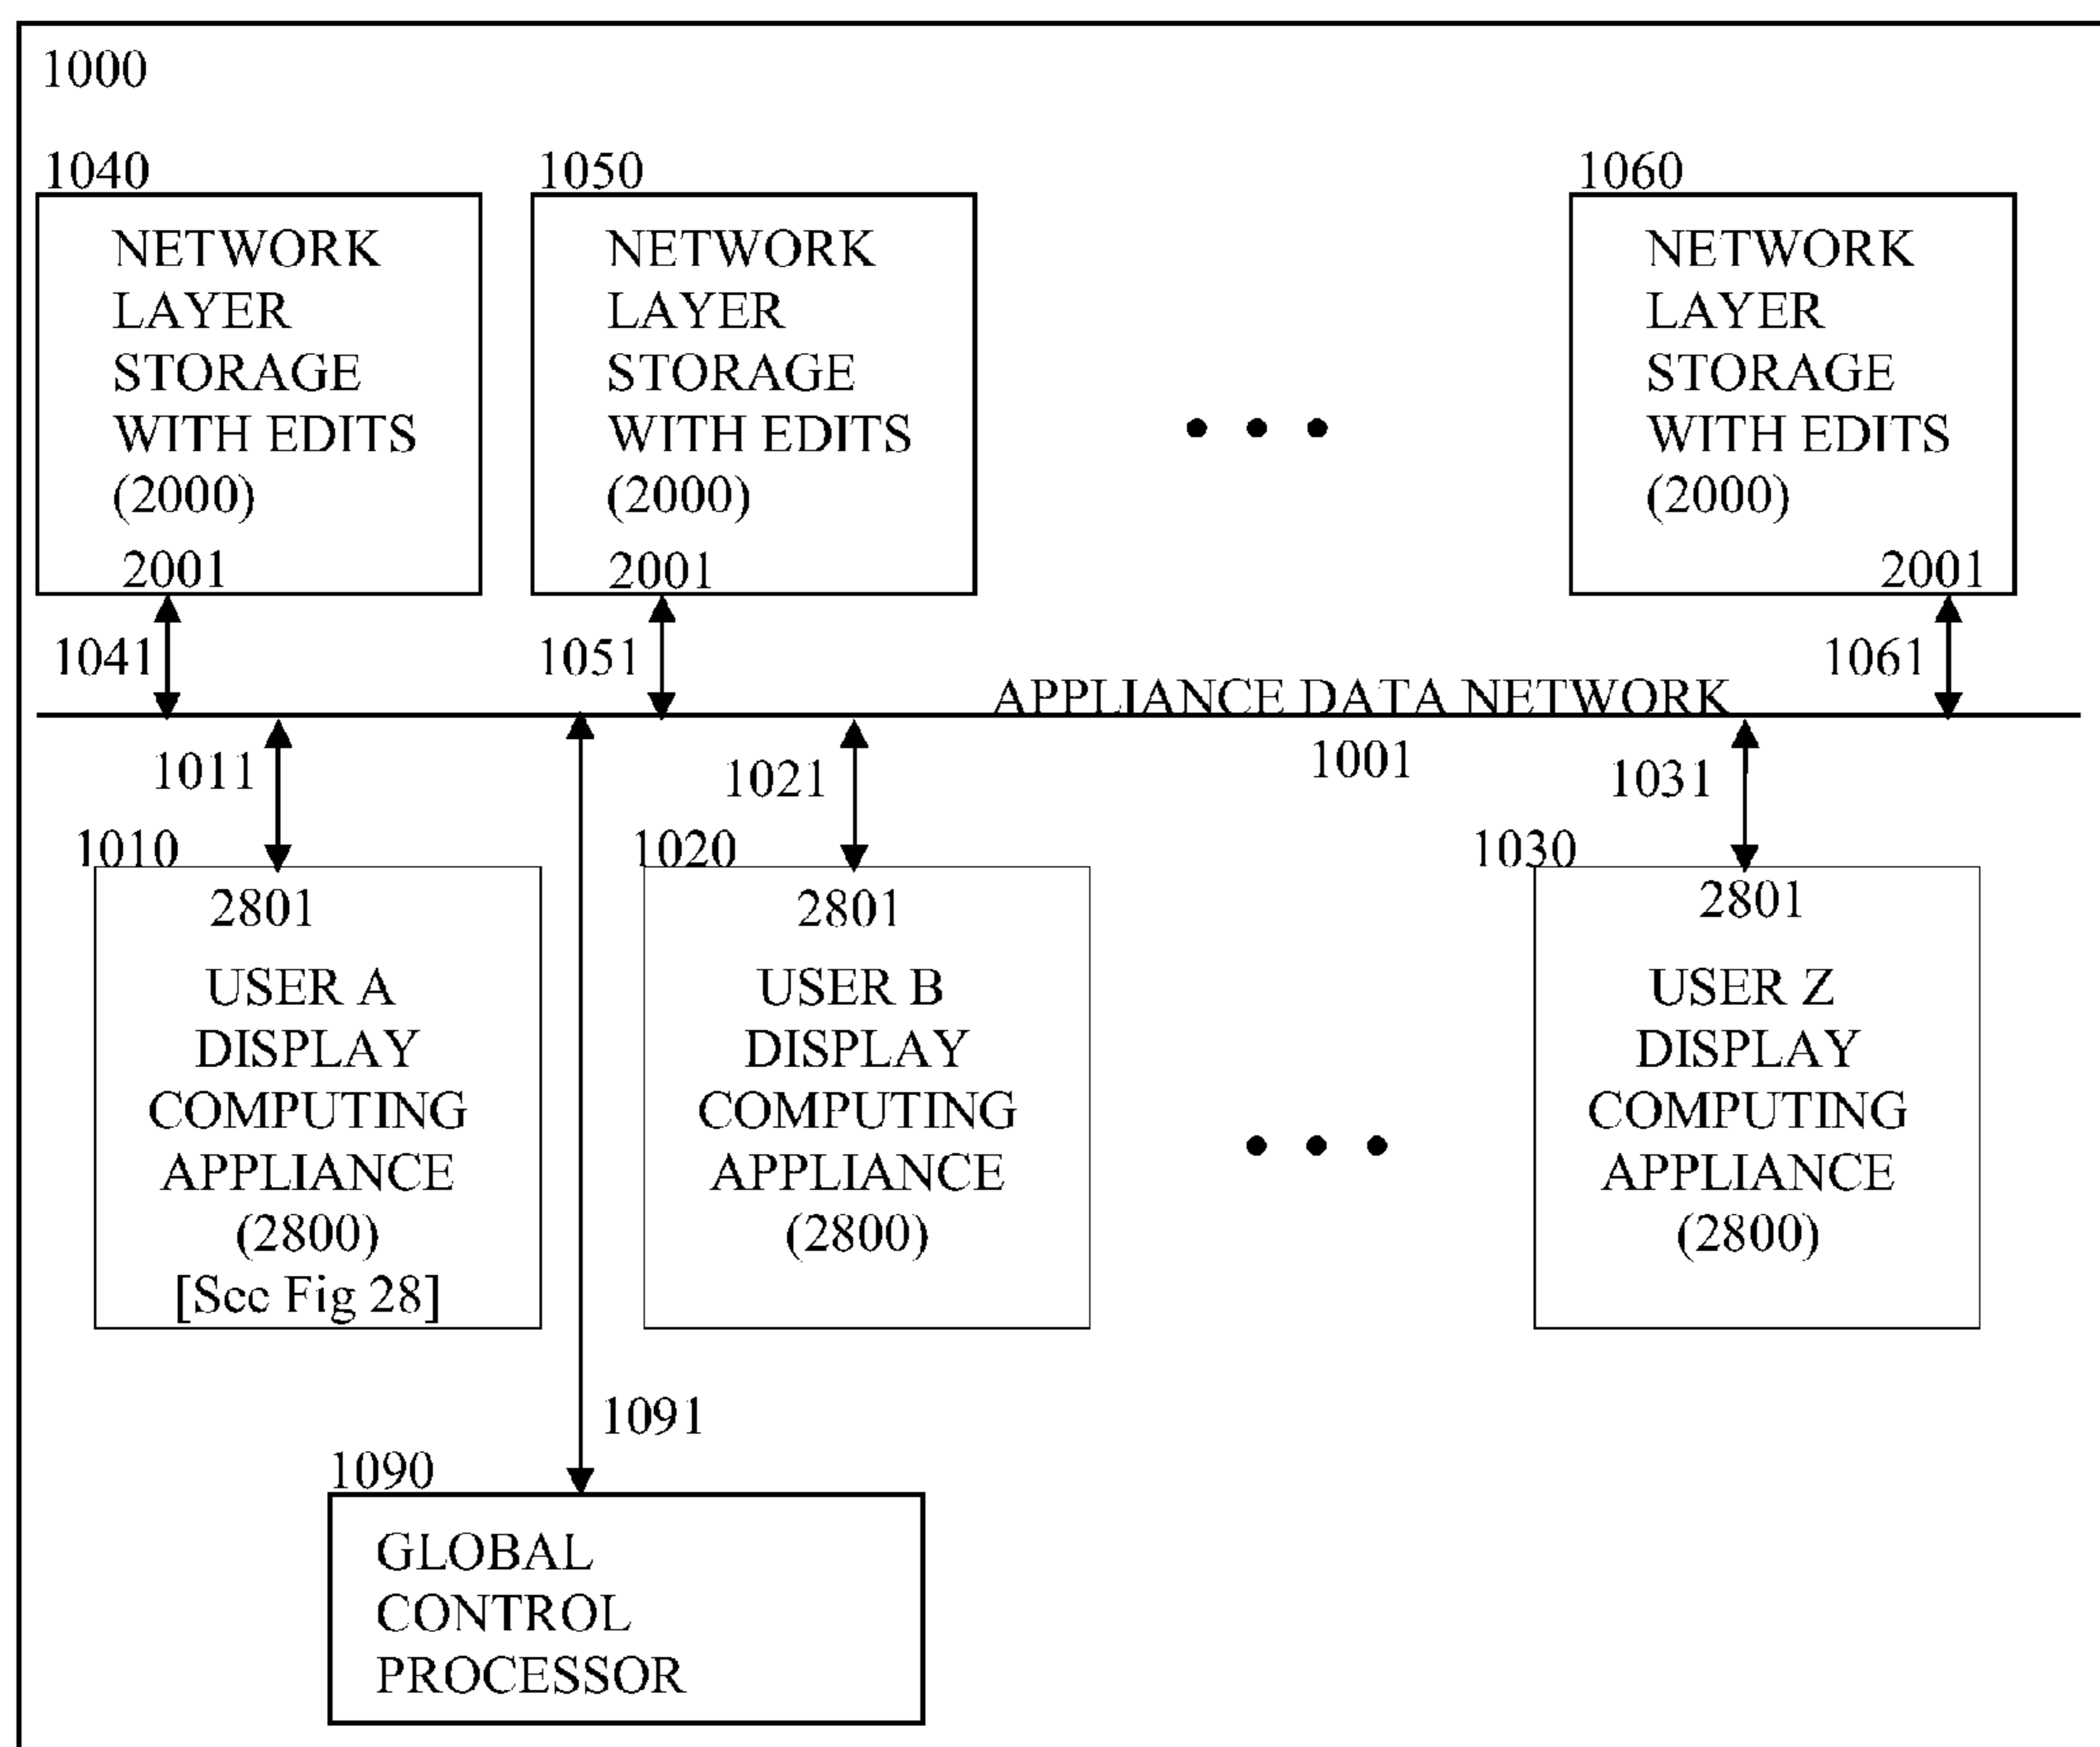 1000
1040
NETWORK
LAYER
STORAGE
WITH EDITS
(2000)
2001
1050
NETWORK
LAYER
STORAGE
WITH EDITS
(2000)
2001
1060
NETWORK
LAYER
STORAGE
WITH EDITS
(2000)
2001
1041
1051
1061
APPLIANCE DATA NETWORK
1001
1011
1021
1031
1010
2801
USER A
DISPLAY
COMPUTING
APPLIANCE
(2800)
[See Fig 28]
1020
2801
USER B
DISPLAY
COMPUTING
APPLIANCE
(2800)
1030
2801
USER Z
DISPLAY
COMPUTING
APPLIANCE
(2800)
1091
1090
GLOBAL
CONTROL
PROCESSOR